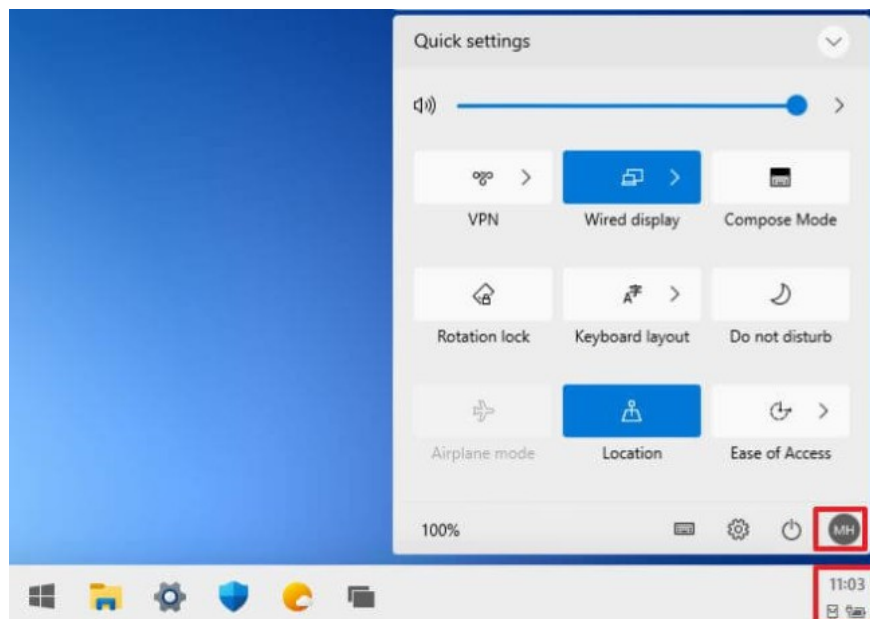 Quick settings
VPN
Wired display
Compose Mode
Rotation lock
Keyboard layout
Do not disturb
Airplane mode
Location
Ease of Access
100%
MH
11:03